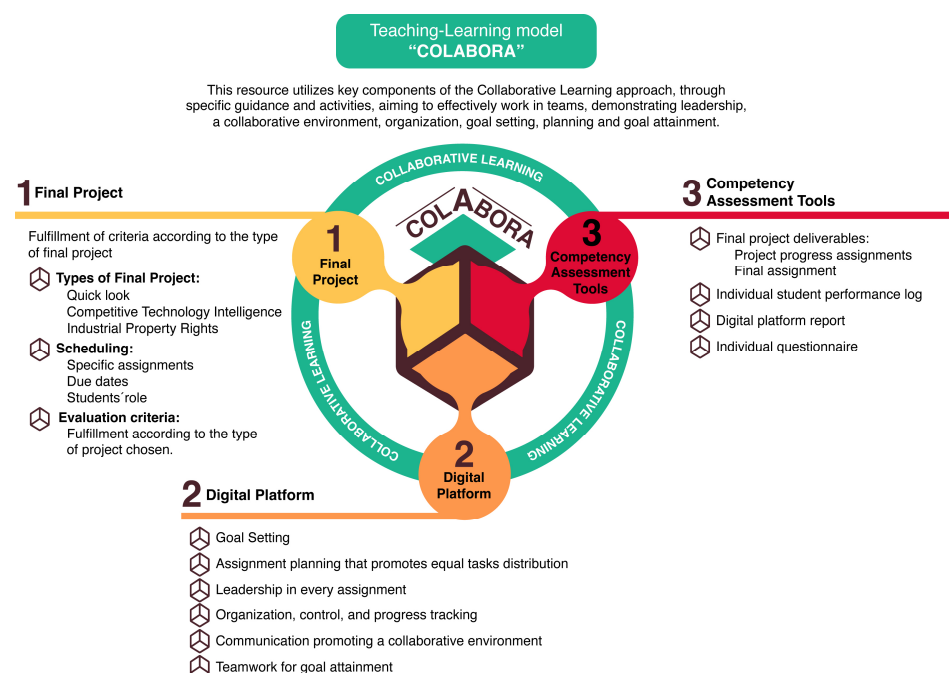 Teaching-Learning model
“COLABORA”
This resource utilizes key components of the Collaborative Learning approach, through
specific guidance and activities, aiming to effectively work in teams, demonstrating leadership,
a collaborative environment, organization, goal setting, planning and goal attainment.
COLLABORATIVE LEARNING
COLLABORATIVE LEARNING
COLLABORATIVE LEARNING
COLABORA
1 Final Project
Fulfillment of criteria according to the type
of final project
Types of Final Project:
Quick look
Competitive Technology Intelligence
Industrial Property Rights
Scheduling:
Specific assignments
Due dates
Students´role
Evaluation criteria:
Fulfillment according to the type
of project chosen.
1
Final
Project
3
Competency
Assessment
Tools
2
Digital
Platform
3 Competency
Assessment Tools
Final project deliverables:
Project progress assignments
Final assignment
Individual student performance log
Digital platform report
Individual questionnaire
2 Digital Platform
Goal Setting
Assignment planning that promotes equal tasks distribution
Leadership in every assignment
Organization, control, and progress tracking
Communication promoting a collaborative environment
Teamwork for goal attainment